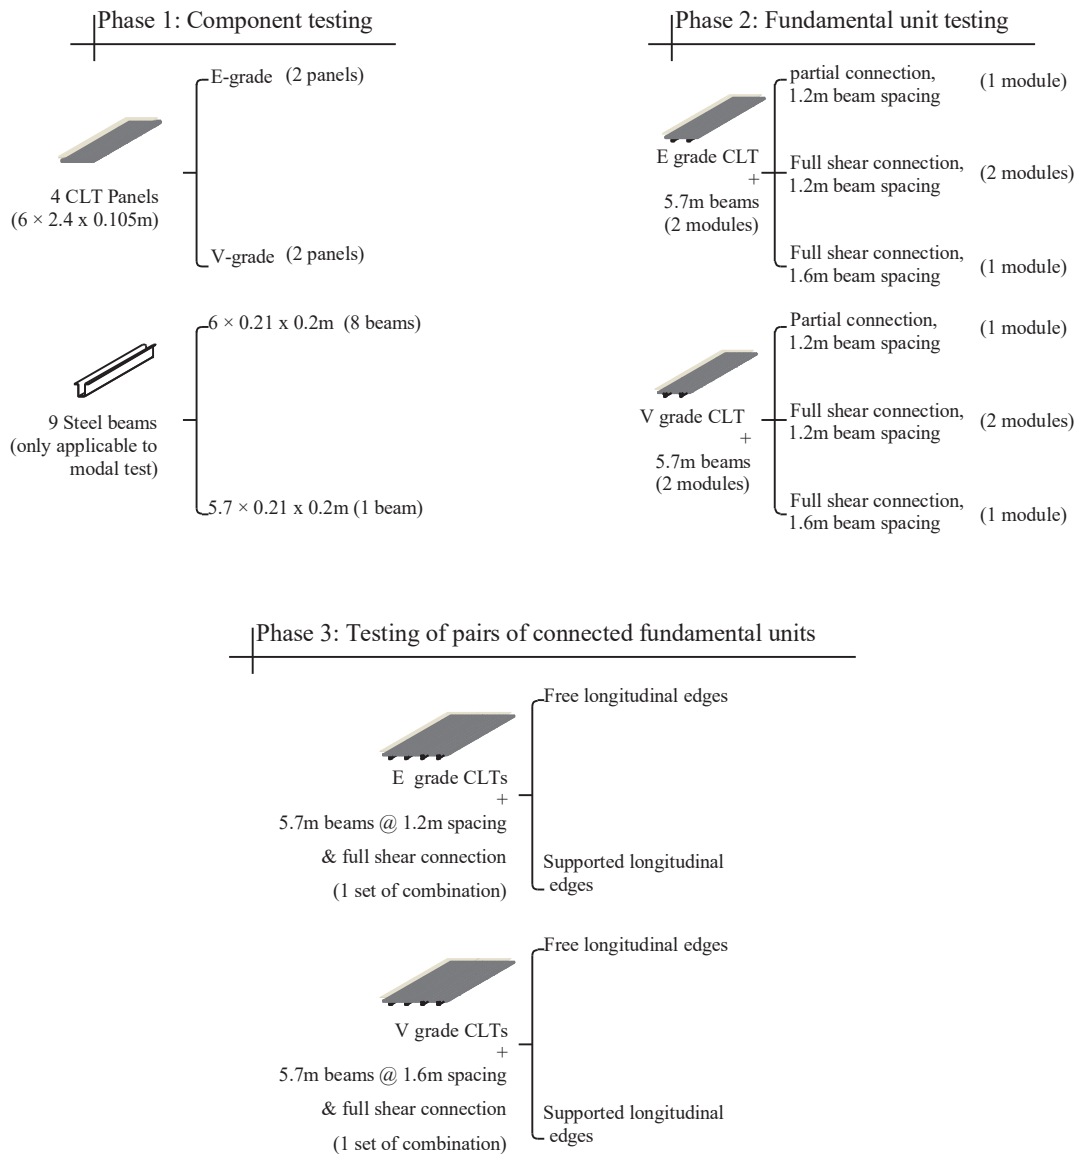 Phase 1: Component testing
E-grade (2 panels)
4 CLT Panels
(6 × 2.4 x 0.105m)
V-grade (2 panels)
6 × 0.21 x 0.2m (8 beams)
9 Steel beams
(only applicable to
modal test)
5.7 × 0.21 x 0.2m (1 beam)
Phase 2: Fundamental unit testing
partial connection,
1.2m beam spacing
(1 module)
E grade CLT
+
5.7m beams
(2 modules)
Full shear connection,
1.2m beam spacing
(2 modules)
Full shear connection,
1.6m beam spacing
(1 module)
Partial connection,
1.2m beam spacing
(1 module)
V grade CLT
+
5.7m beams
(2 modules)
Full shear connection,
1.2m beam spacing
(2 modules)
Full shear connection,
1.6m beam spacing
(1 module)
Phase 3: Testing of pairs of connected fundamental units
Free longitudinal edges
E grade CLTs
+
5.7m beams @ 1.2m spacing
& full shear connection
(1 set of combination)
Supported longitudinal
edges
Free longitudinal edges
V grade CLTs
+
5.7m beams @ 1.6m spacing
& full shear connection
(1 set of combination)
Supported longitudinal
edges